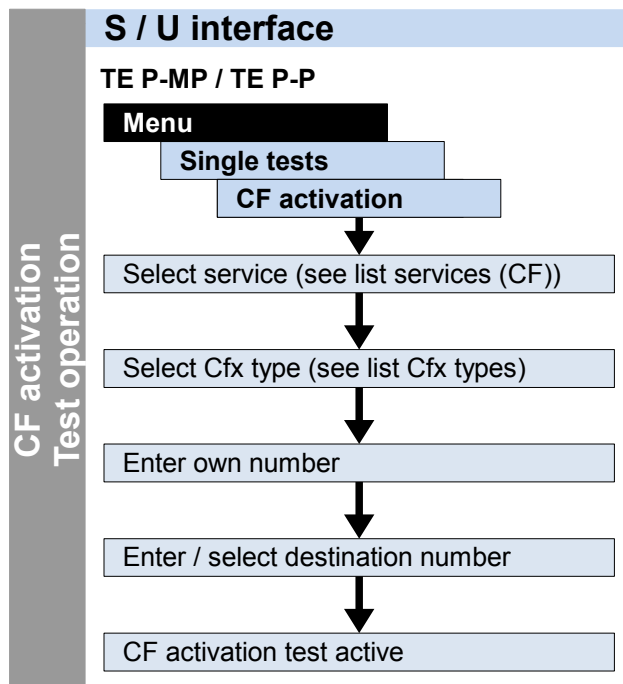 S / U interface
TE P-MP / TE P-P
Menu
Single tests
CF activation
Select service (see list services (CF))
Select Cfx type (see list Cfx types)
Enter own number
Enter / select destination number
CF activation test active
CF activation
Test operation